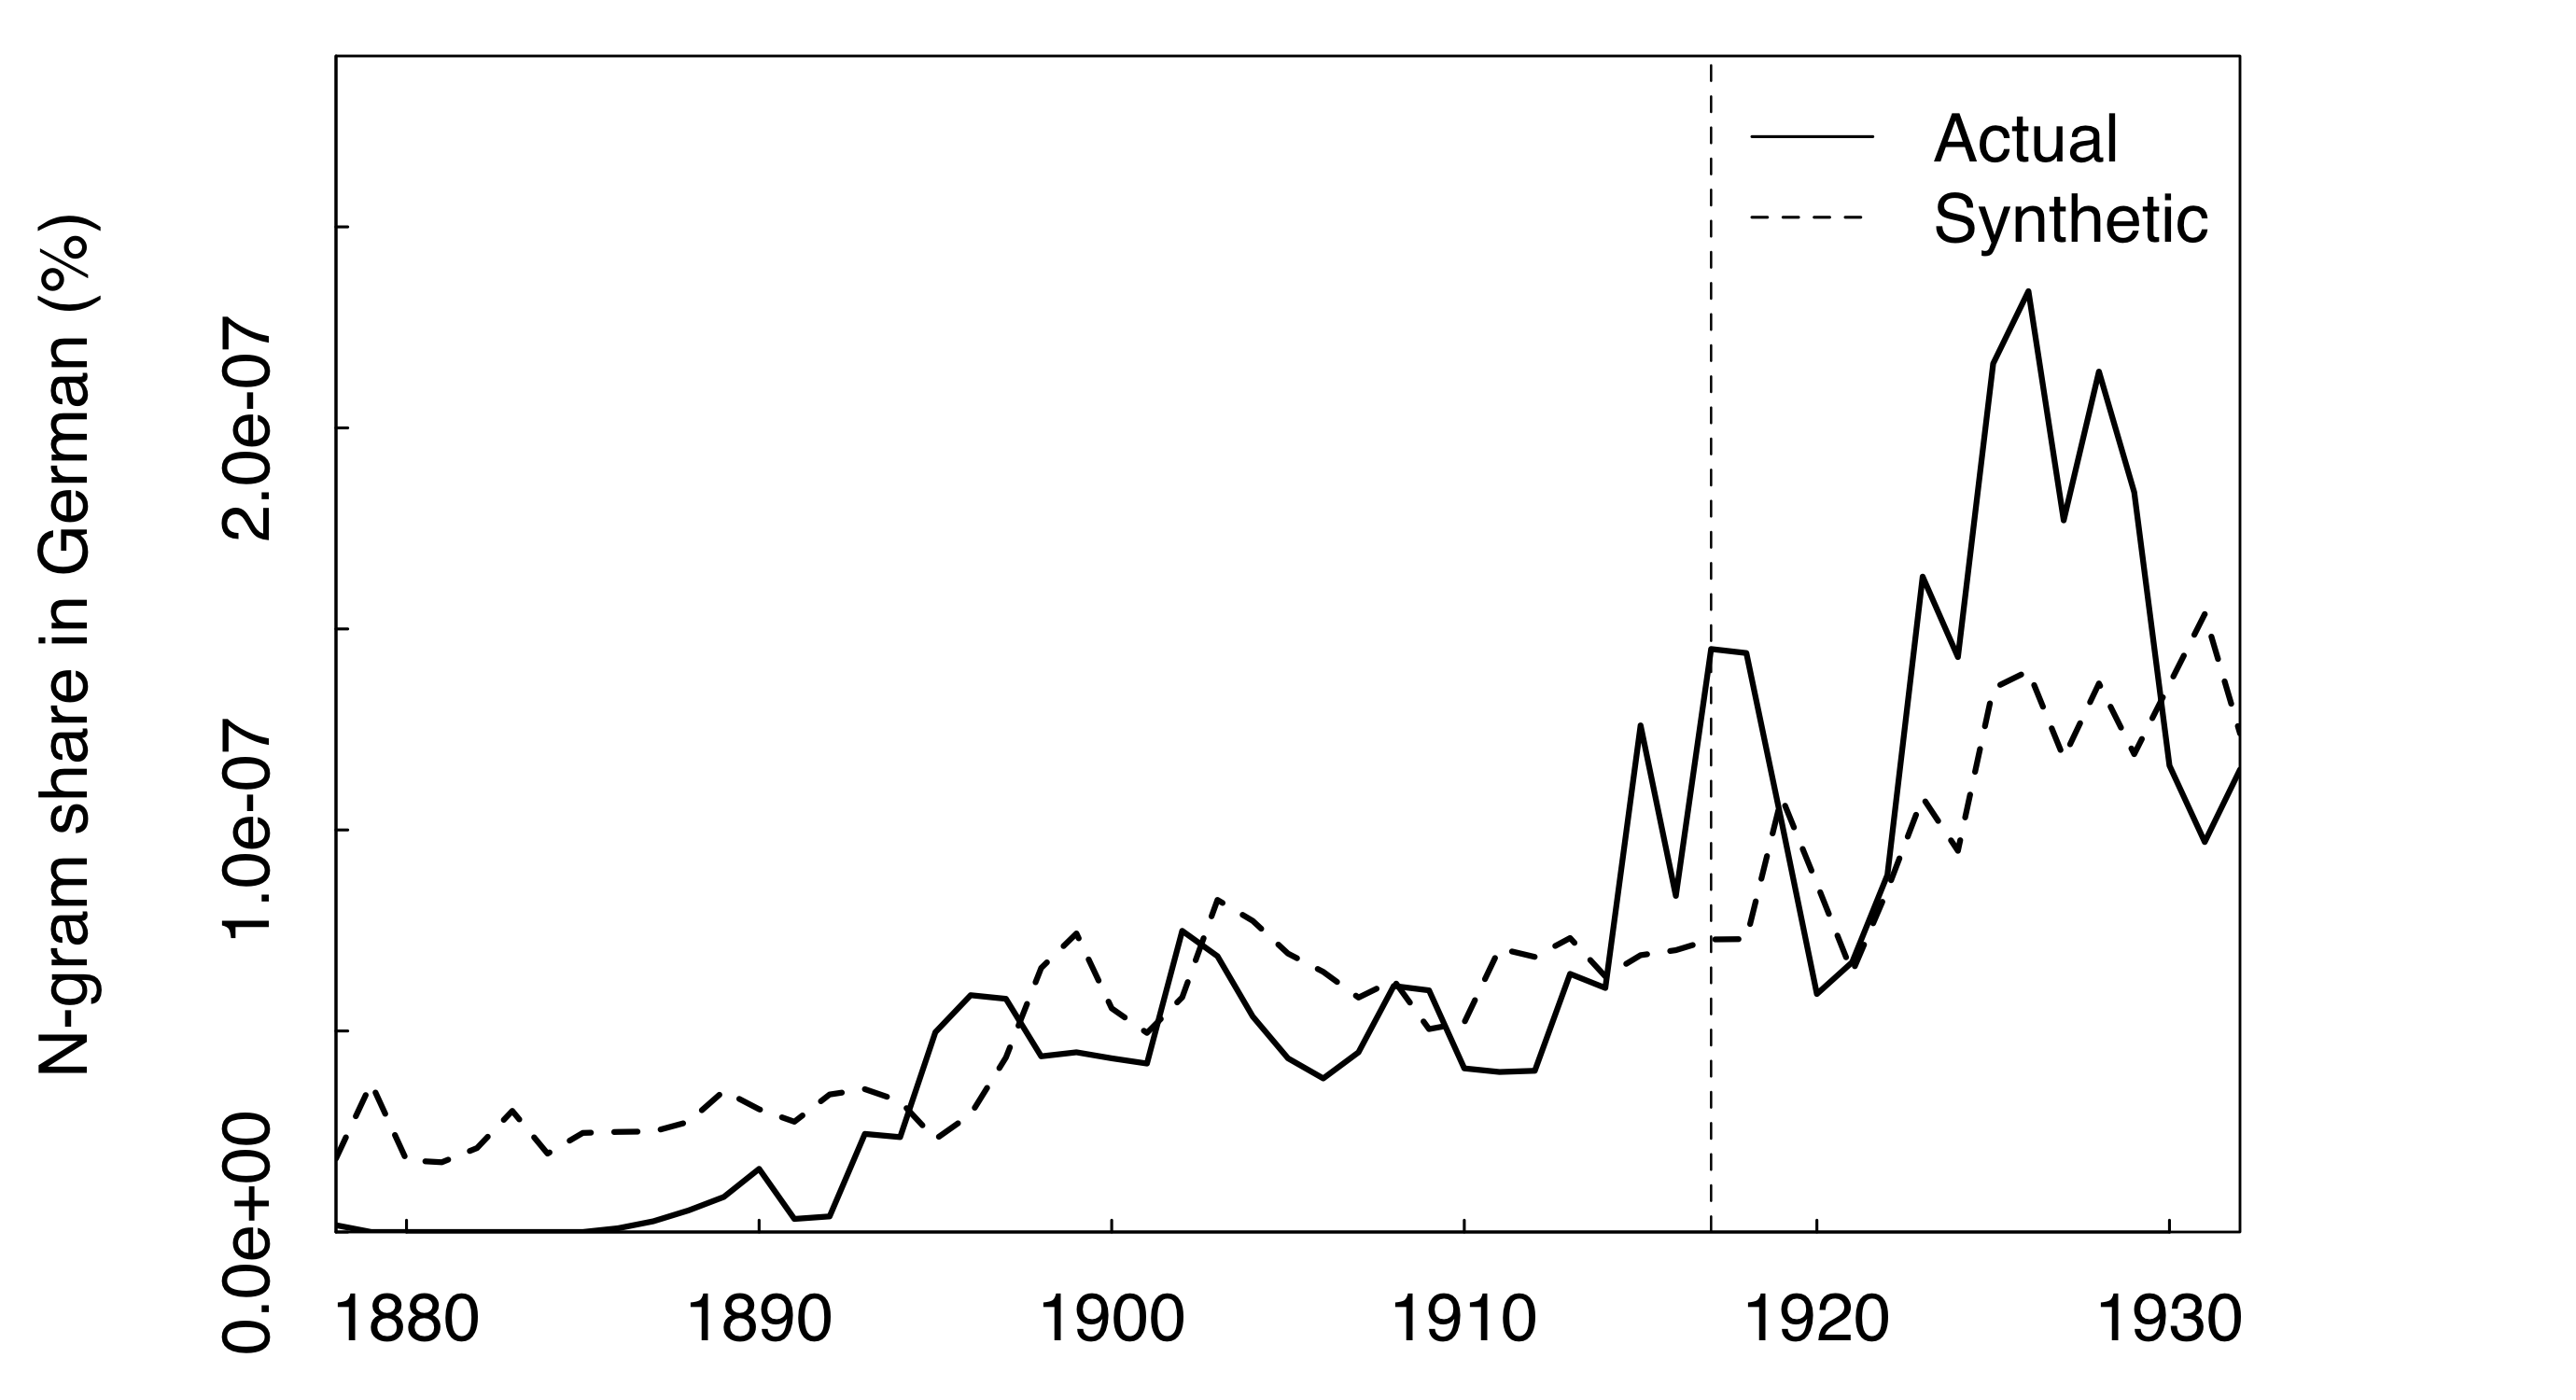 N-gram share in German (%)
2.0e-07
1.0e-07
0.0e+00
Actual
Synthetic
1880 1890 1900 1910 1920 1930